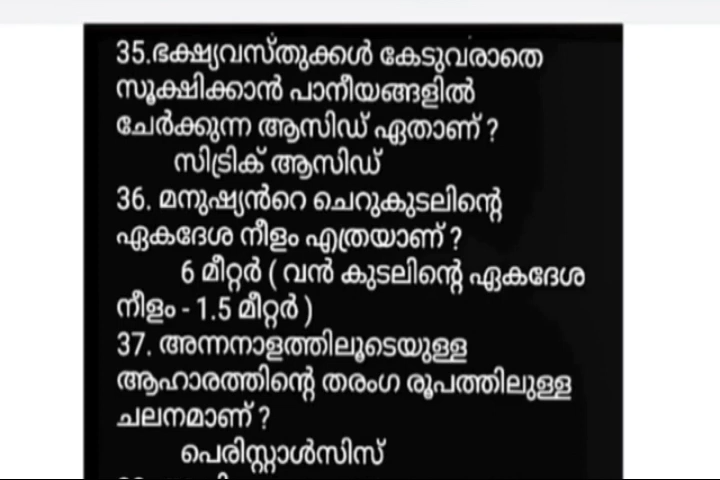 35.ഭക്ഷ്യവസ്തുക്കൾ കേടുവരാതെ
സൂക്ഷിക്കാൻ പാനീയങ്ങളിൽ
ചേർക്കുന്ന ആസിഡ് ഏതാണ് ?
സിട്രിക് ആസിഡ്
36. മനുഷ്യൻറെ ചെറുകുടലിന്റെ
ഏകദേശ നീളം എത്രയാണ് ?
6 മീറ്റർ ( വൻ കുടലിന്റെ ഏകദേശ
നീളം - 1.5 മീറ്റർ )
37. അന്നനാളത്തിലൂടെയുള്ള
ആഹാരത്തിന്റെ തരംഗ രൂപത്തിലുള്ള
ചലനമാണ് ?
പെരിസ്റ്റാൾസിസ്